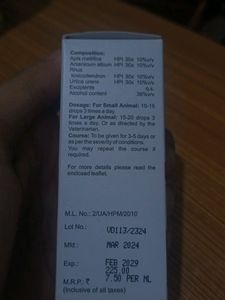 Composition:
Apis mellifica HPI 30x 10%v/v
Arsenicum album HPI 30x 10%v/v
Rhus
toxicodendron HPI 30x 10%v/v
Urtica urens HPI 30x 10%v/v
Excipients q.s.
Alcohol content 38%v/v
Dosage: For Small Animal: 10-15
drops 3 times a day.
For Large Animal: 15-20 drops 3
times a day. Or as directed by the
Veterinarian.
Course: To be given for 3-5 days or
as per the severity of conditions.
You may repeat the course if
required.
For more details please read the
enclosed leaflet.
M.L. No.: 2/UA/HPM/2010
Lot No.: VD113/2324
Mfd.: MAR 2024
Exp.: FEB 2029
225.00
M.R.P.: ₹ 7.50 PER ML
(Inclusive of all taxes)